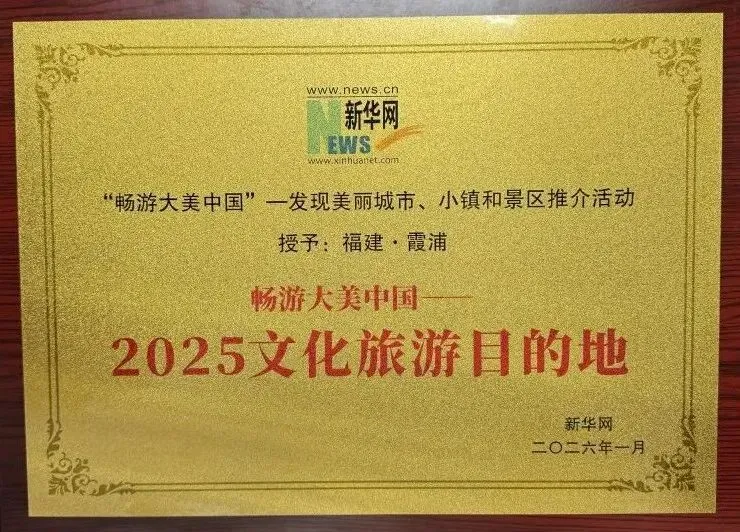 www.news.cn
新华网
NEWS
www.xinhuanet.com
“畅游大美中国”—发现美丽城市、小镇和景区推介活动
授予：福建·霞浦
畅游大美中国——
2025文化旅游目的地
新华网
二〇二六年一月